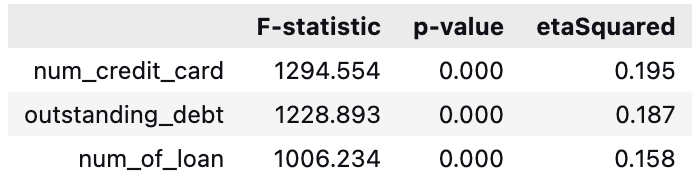 F-statistic p-value etaSquared
num_credit_card 1294.554 0.000 0.195
outstanding_debt 1228.893 0.000 0.187
num_of_loan 1006.234 0.000 0.158